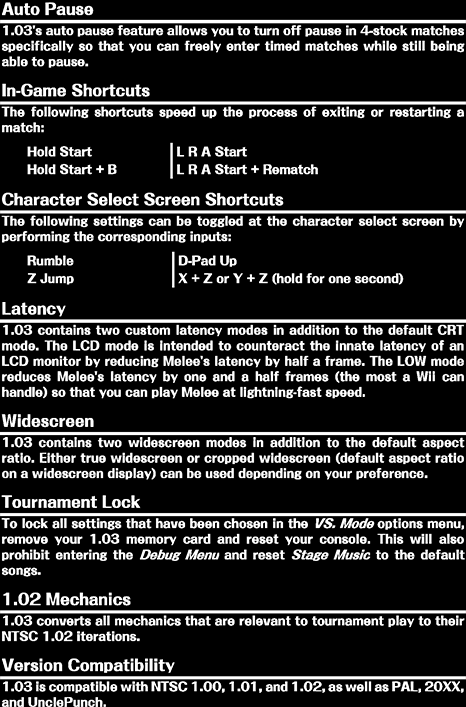 Auto Pause
1.03's auto pause feature allows you to turn off pause in 4-stock matches
specifically so that you can freely enter timed matches while still being
able to pause.
In-Game Shortcuts
The following shortcuts speed up the process of exiting or restarting a
match:
Hold Start L R A Start
Hold Start + B L R A Start + Rematch
Character Select Screen Shortcuts
The following settings can be toggled at the character select screen by
performing the corresponding inputs:
Rumble D-Pad Up
Z Jump X + Z or Y + Z (hold for one second)
Latency
1.03 contains two custom latency modes in addition to the default CRT
mode. The LCD mode is intended to counteract the innate latency of an
LCD monitor by reducing Melee's latency by half a frame. The LOW mode
reduces Melee's latency by one and a half frames (the most a Wii can
handle) so that you can play Melee at lightning-fast speed.
Widescreen
1.03 contains two widescreen modes in addition to the default aspect
ratio. Either true widescreen or cropped widescreen (default aspect ratio
on a widescreen display) can be used depending on your preference.
Tournament Lock
To lock all settings that have been chosen in the VS. Mode options menu,
remove your 1.03 memory card and reset your console. This will also
prohibit entering the Debug Menu and reset Stage Music to the default
songs.
1.02 Mechanics
1.03 converts all mechanics that are relevant to tournament play to their
NTSC 1.02 iterations.
Version Compatibility
1.03 is compatible with NTSC 1.00, 1.01, and 1.02, as well as PAL, 20XX,
and UnclePunch.